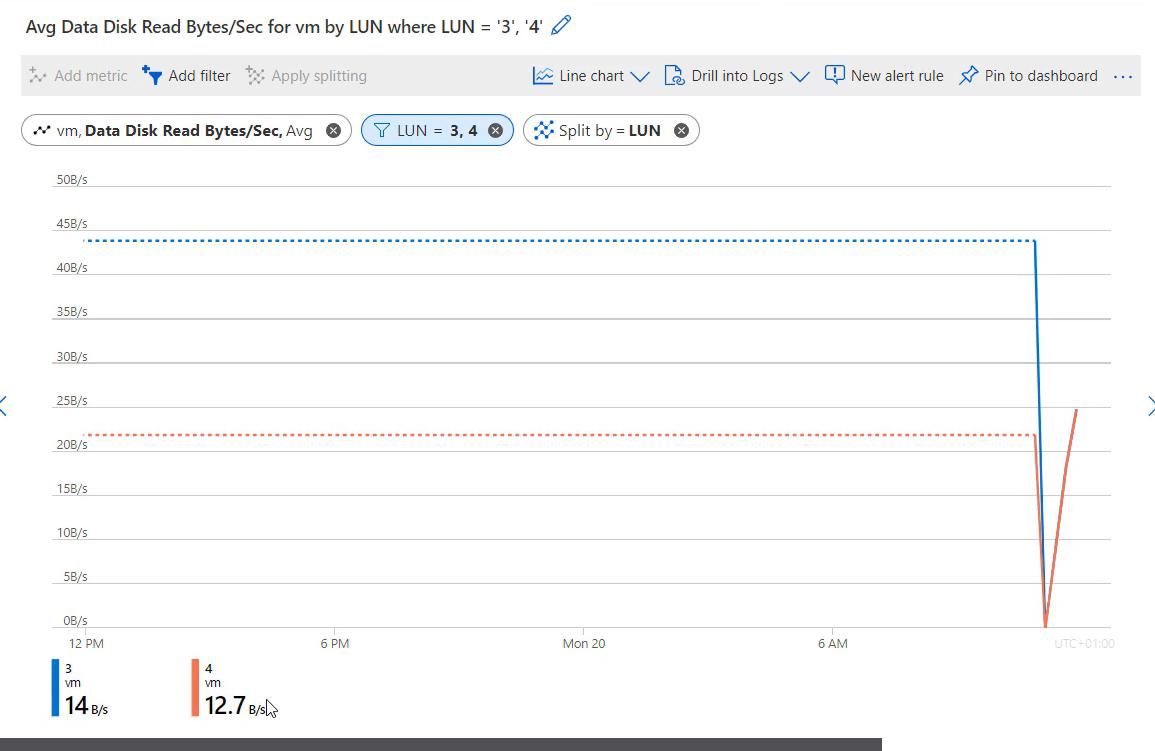 Avg Data Disk Read Bytes/Sec for vm by LUN where LUN = '3', '4'
Add metric Add filter Apply splitting Line chart Drill into Logs New alert rule Pin to dashboard ...
vm, Data Disk Read Bytes/Sec, Avg LUN = 3, 4 Split by = LUN
50B/s
45B/s
40B/s
35B/s
30B/s
25B/s
20B/s
15B/s
10B/s
5B/s
0B/s
12 PM 6 PM Mon 20 6 AM UTC+01:00
3 4
vm vm
14 B/s 12.7 B/s